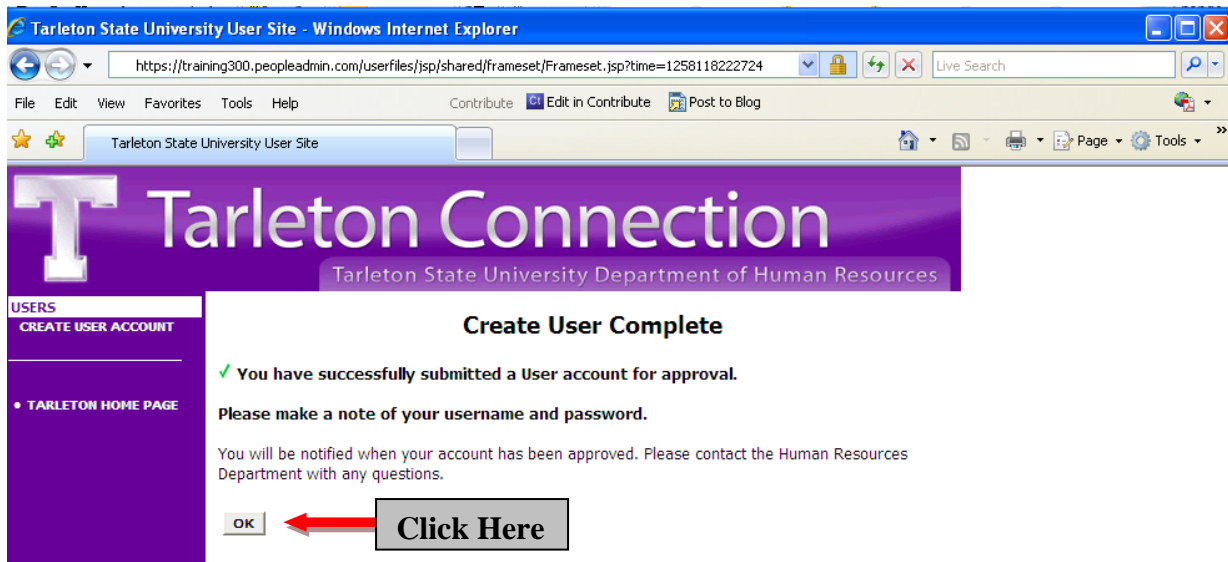 Tarleton State University User Site - Windows Internet Explorer
https://training300.peopleadmin.com/userfiles/jsp/shared/frameset/Frameset.jsp?time=1258118222724
Live Search
File Edit View Favorites Tools Help
Contribute Edit in Contribute Post to Blog
Tarleton State University User Site
Page Tools »
T Tarleton Connection
Tarleton State University Department of Human Resources
USERS
CREATE USER ACCOUNT
• TARLETON HOME PAGE
Create User Complete
✓ You have successfully submitted a User account for approval.
Please make a note of your username and password.
You will be notified when your account has been approved. Please contact the Human Resources
Department with any questions.
OK
Click Here